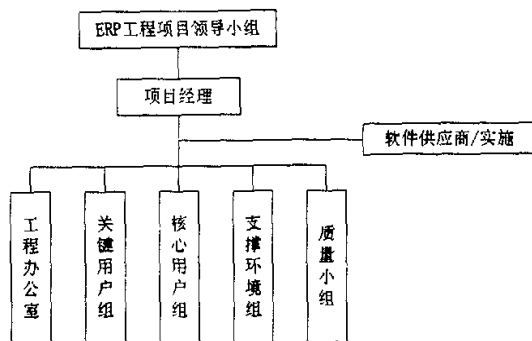 ERP工程项目领导小组
项目经理
软件供应商/实施
工程办公室
关键用户组
核心用户组
支撑环境组
质量小组